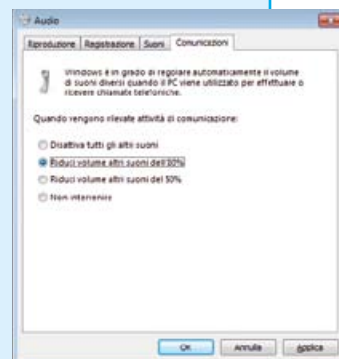 Audio
Riproduzione Registrazione Suoni Comunicazioni
Windows è in grado di regolare automaticamente il volume
di suoni diversi quando il PC viene utilizzato per effettuare o
ricevere chiamate telefoniche.
Quando vengono rilevate attività di comunicazione:
Disattiva tutti gli altri suoni
Riduci volume altri suoni dell'80%
Riduci volume altri suoni del 50%
Non intervenire
OK Annulla Applica